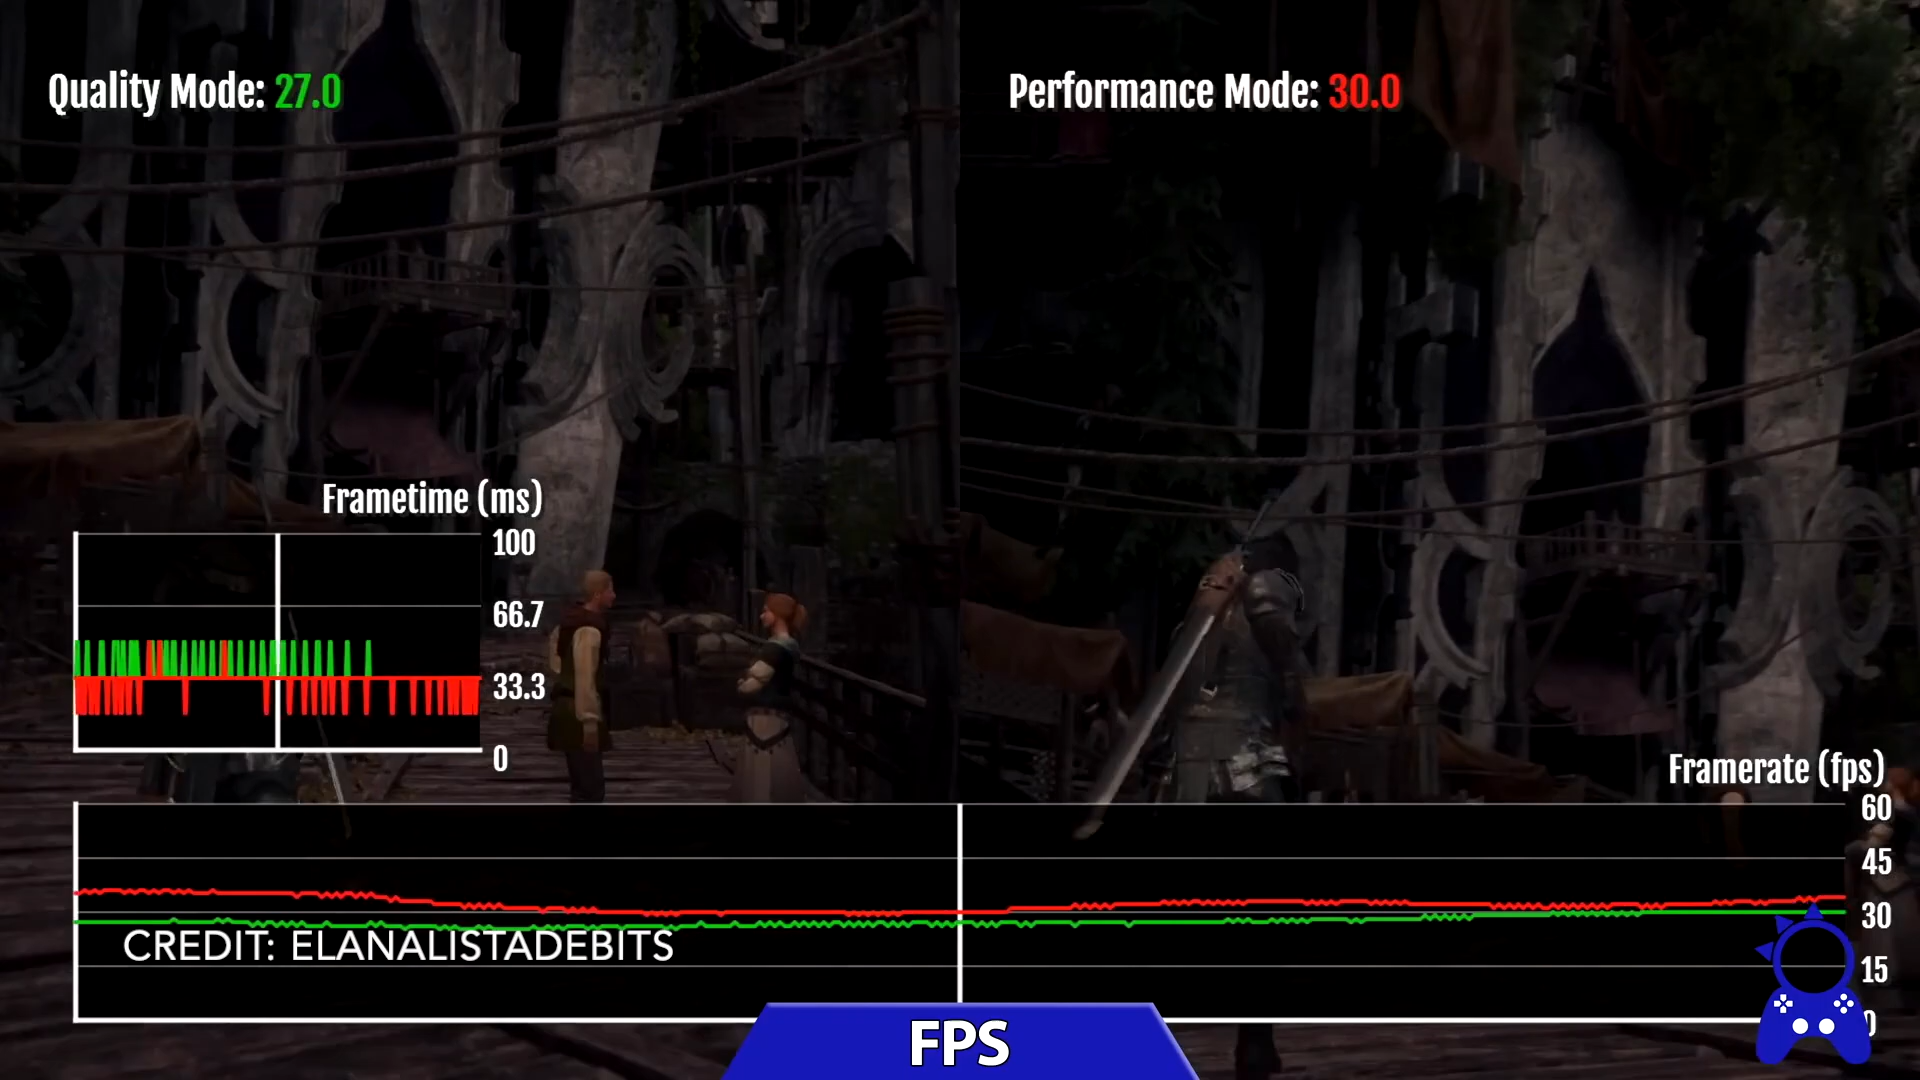 Quality Mode: 27.0
Performance Mode: 30.0
Frametime (ms)
100
66.7
33.3
0
Framerate (fps)
60
45
30
15
0
CREDIT: ELANALISTADEBITS
FPS